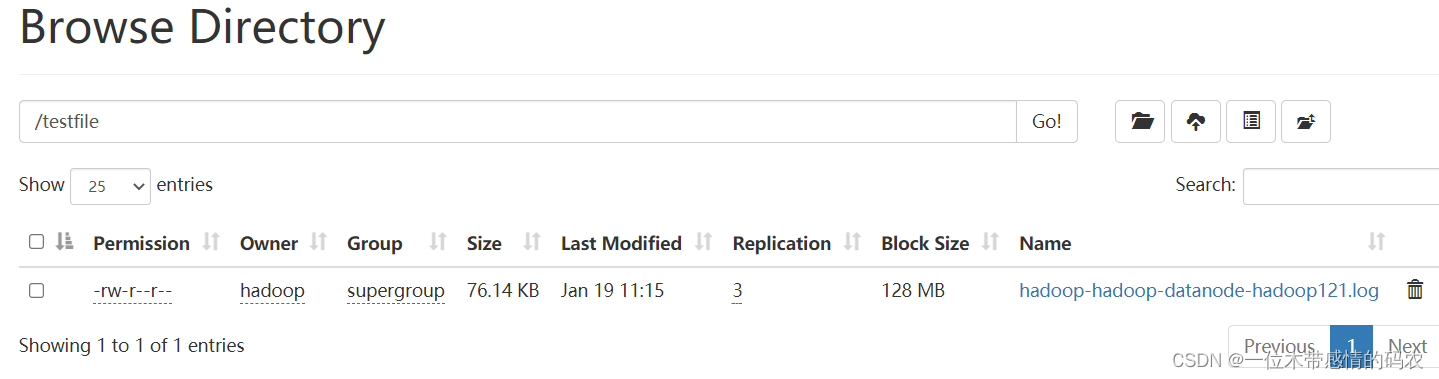 Browse Directory
/testfile Go!
Show 25 entries Search:
Permission Owner Group Size Last Modified Replication Block Size Name
-rw-r--r-- hadoop supergroup 76.14 KB Jan 19 11:15 3 128 MB hadoop-hadoop-datanode-hadoop121.log
Showing 1 to 1 of 1 entries Previous 1 Next
CSDN @一位木带感情的码农